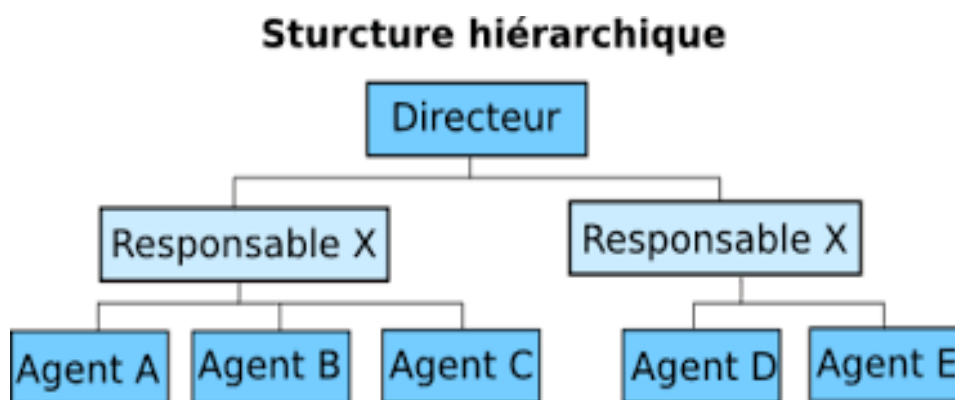 Sturcture hiérarchique
Directeur
Responsable X
Responsable X
Agent A
Agent B
Agent C
Agent D
Agent E